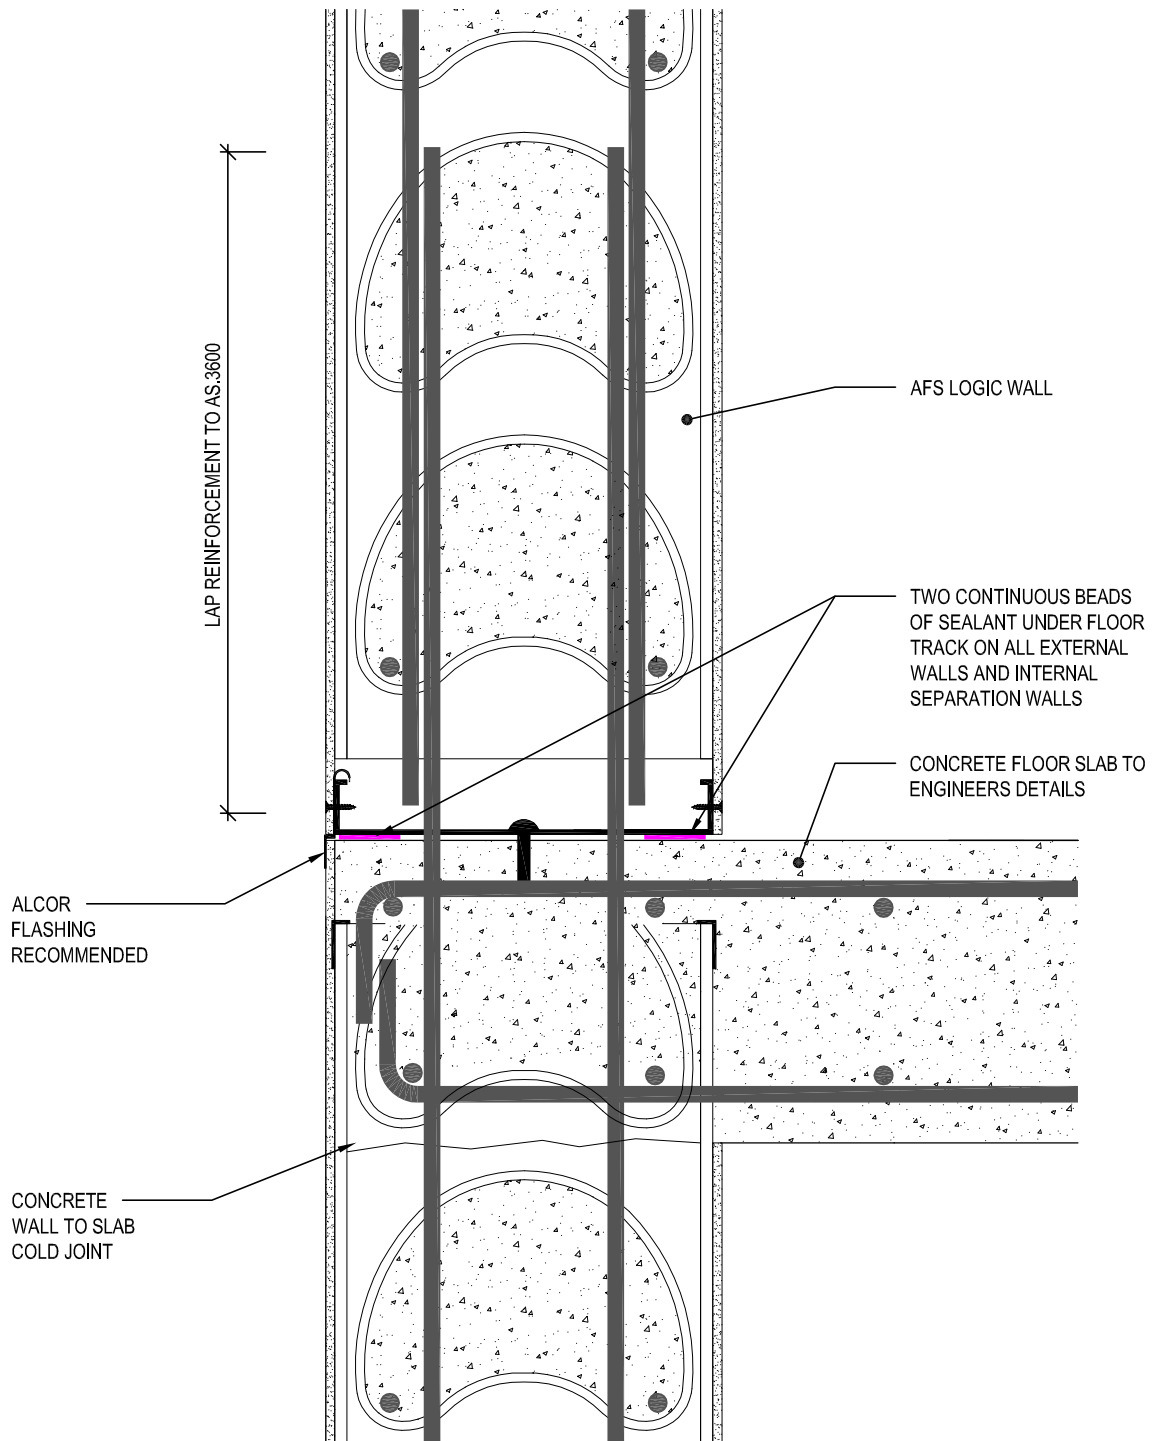 LAP REINFORCEMENT TO AS.3600
AFS LOGIC WALL
TWO CONTINUOUS BEADS
OF SEALANT UNDER FLOOR
TRACK ON ALL EXTERNAL
WALLS AND INTERNAL
SEPARATION WALLS
CONCRETE FLOOR SLAB TO
ENGINEERS DETAILS
ALCOR
FLASHING
RECOMMENDED
CONCRETE
WALL TO SLAB
COLD JOINT